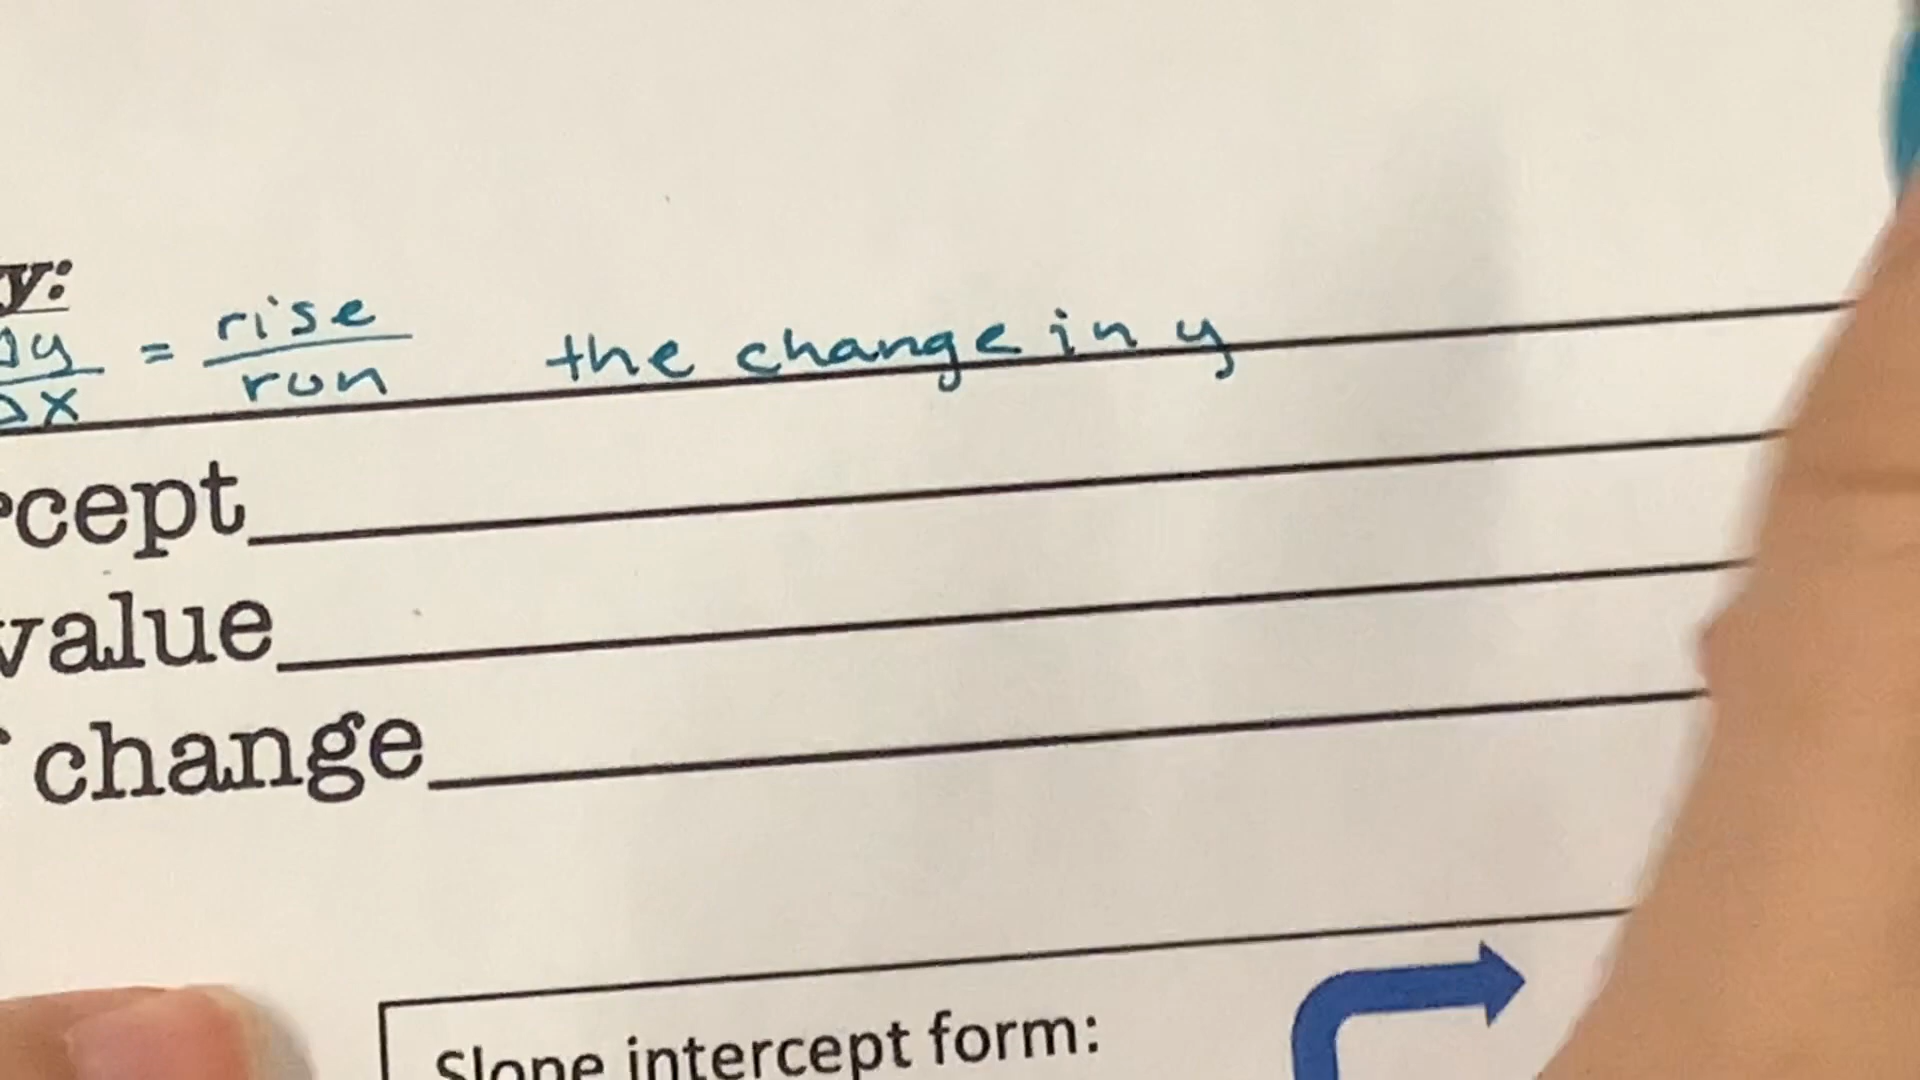 y:
Δy = rise the change in y
Δx run
cept
value
change
Slope intercept form: